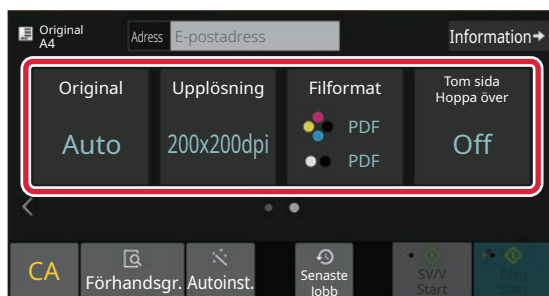 Original
A4
Adress E-postadress
Information
Original
Upplösning
Filformat
Tom sida
Hoppa över
Auto
200x200dpi
PDF
PDF
Off
CA
Förhandsgr.
Autoinst.
Senaste
Jobb
SV/V
Start
Färg
Start